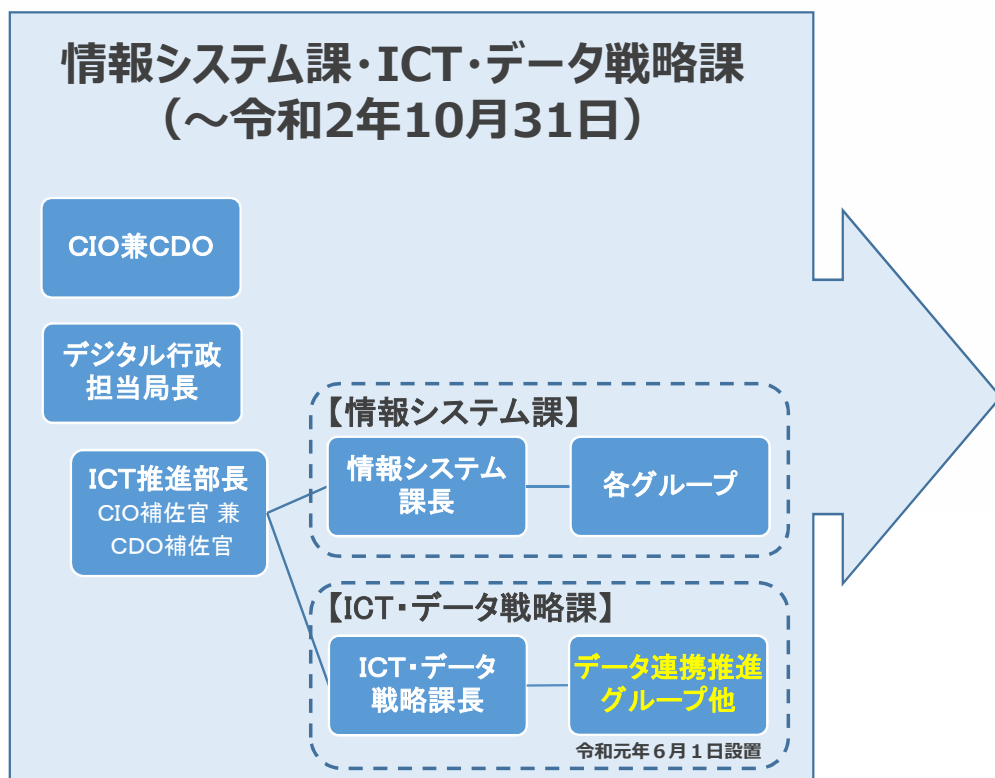 情報システム課･ICT･データ戦略課
（～令和2年10月31日）
CIO兼CDO
デジタル行政
担当局長
ICT推進部長
CIO補佐官 兼
CDO補佐官
【情報システム課】
情報システム
課長
各グループ
【ICT･データ戦略課】
ICT･データ
戦略課長
データ連携推進
グループ他
令和元年６月１日設置